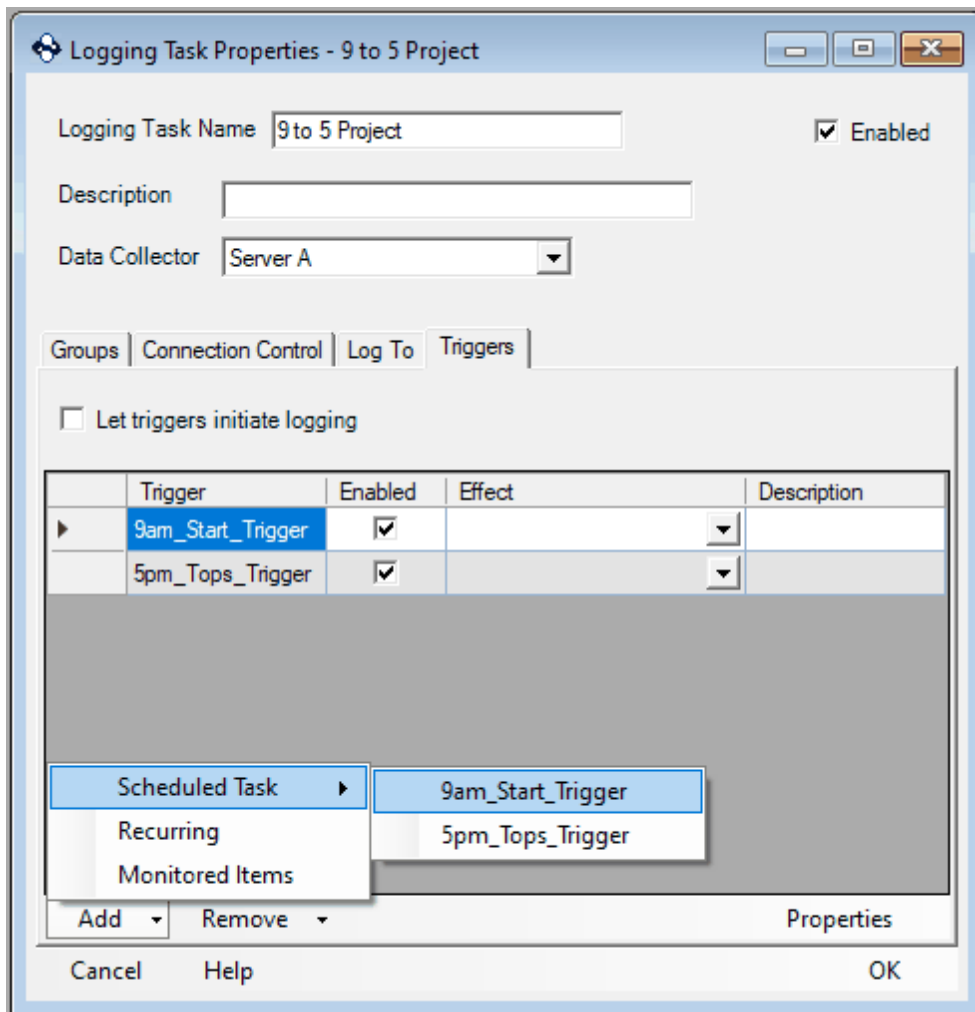 Logging Task Properties - 9 to 5 Project
Logging Task Name 9 to 5 Project Enabled
Description
Data Collector Server A
Groups Connection Control Log To Triggers
Let triggers initiate logging
Trigger Enabled Effect Description
9am_Start_Trigger
5pm_Tops_Trigger
Scheduled Task 9am_Start_Trigger
Recurring 5pm_Tops_Trigger
Monitored Items
Add Remove Properties
Cancel Help OK